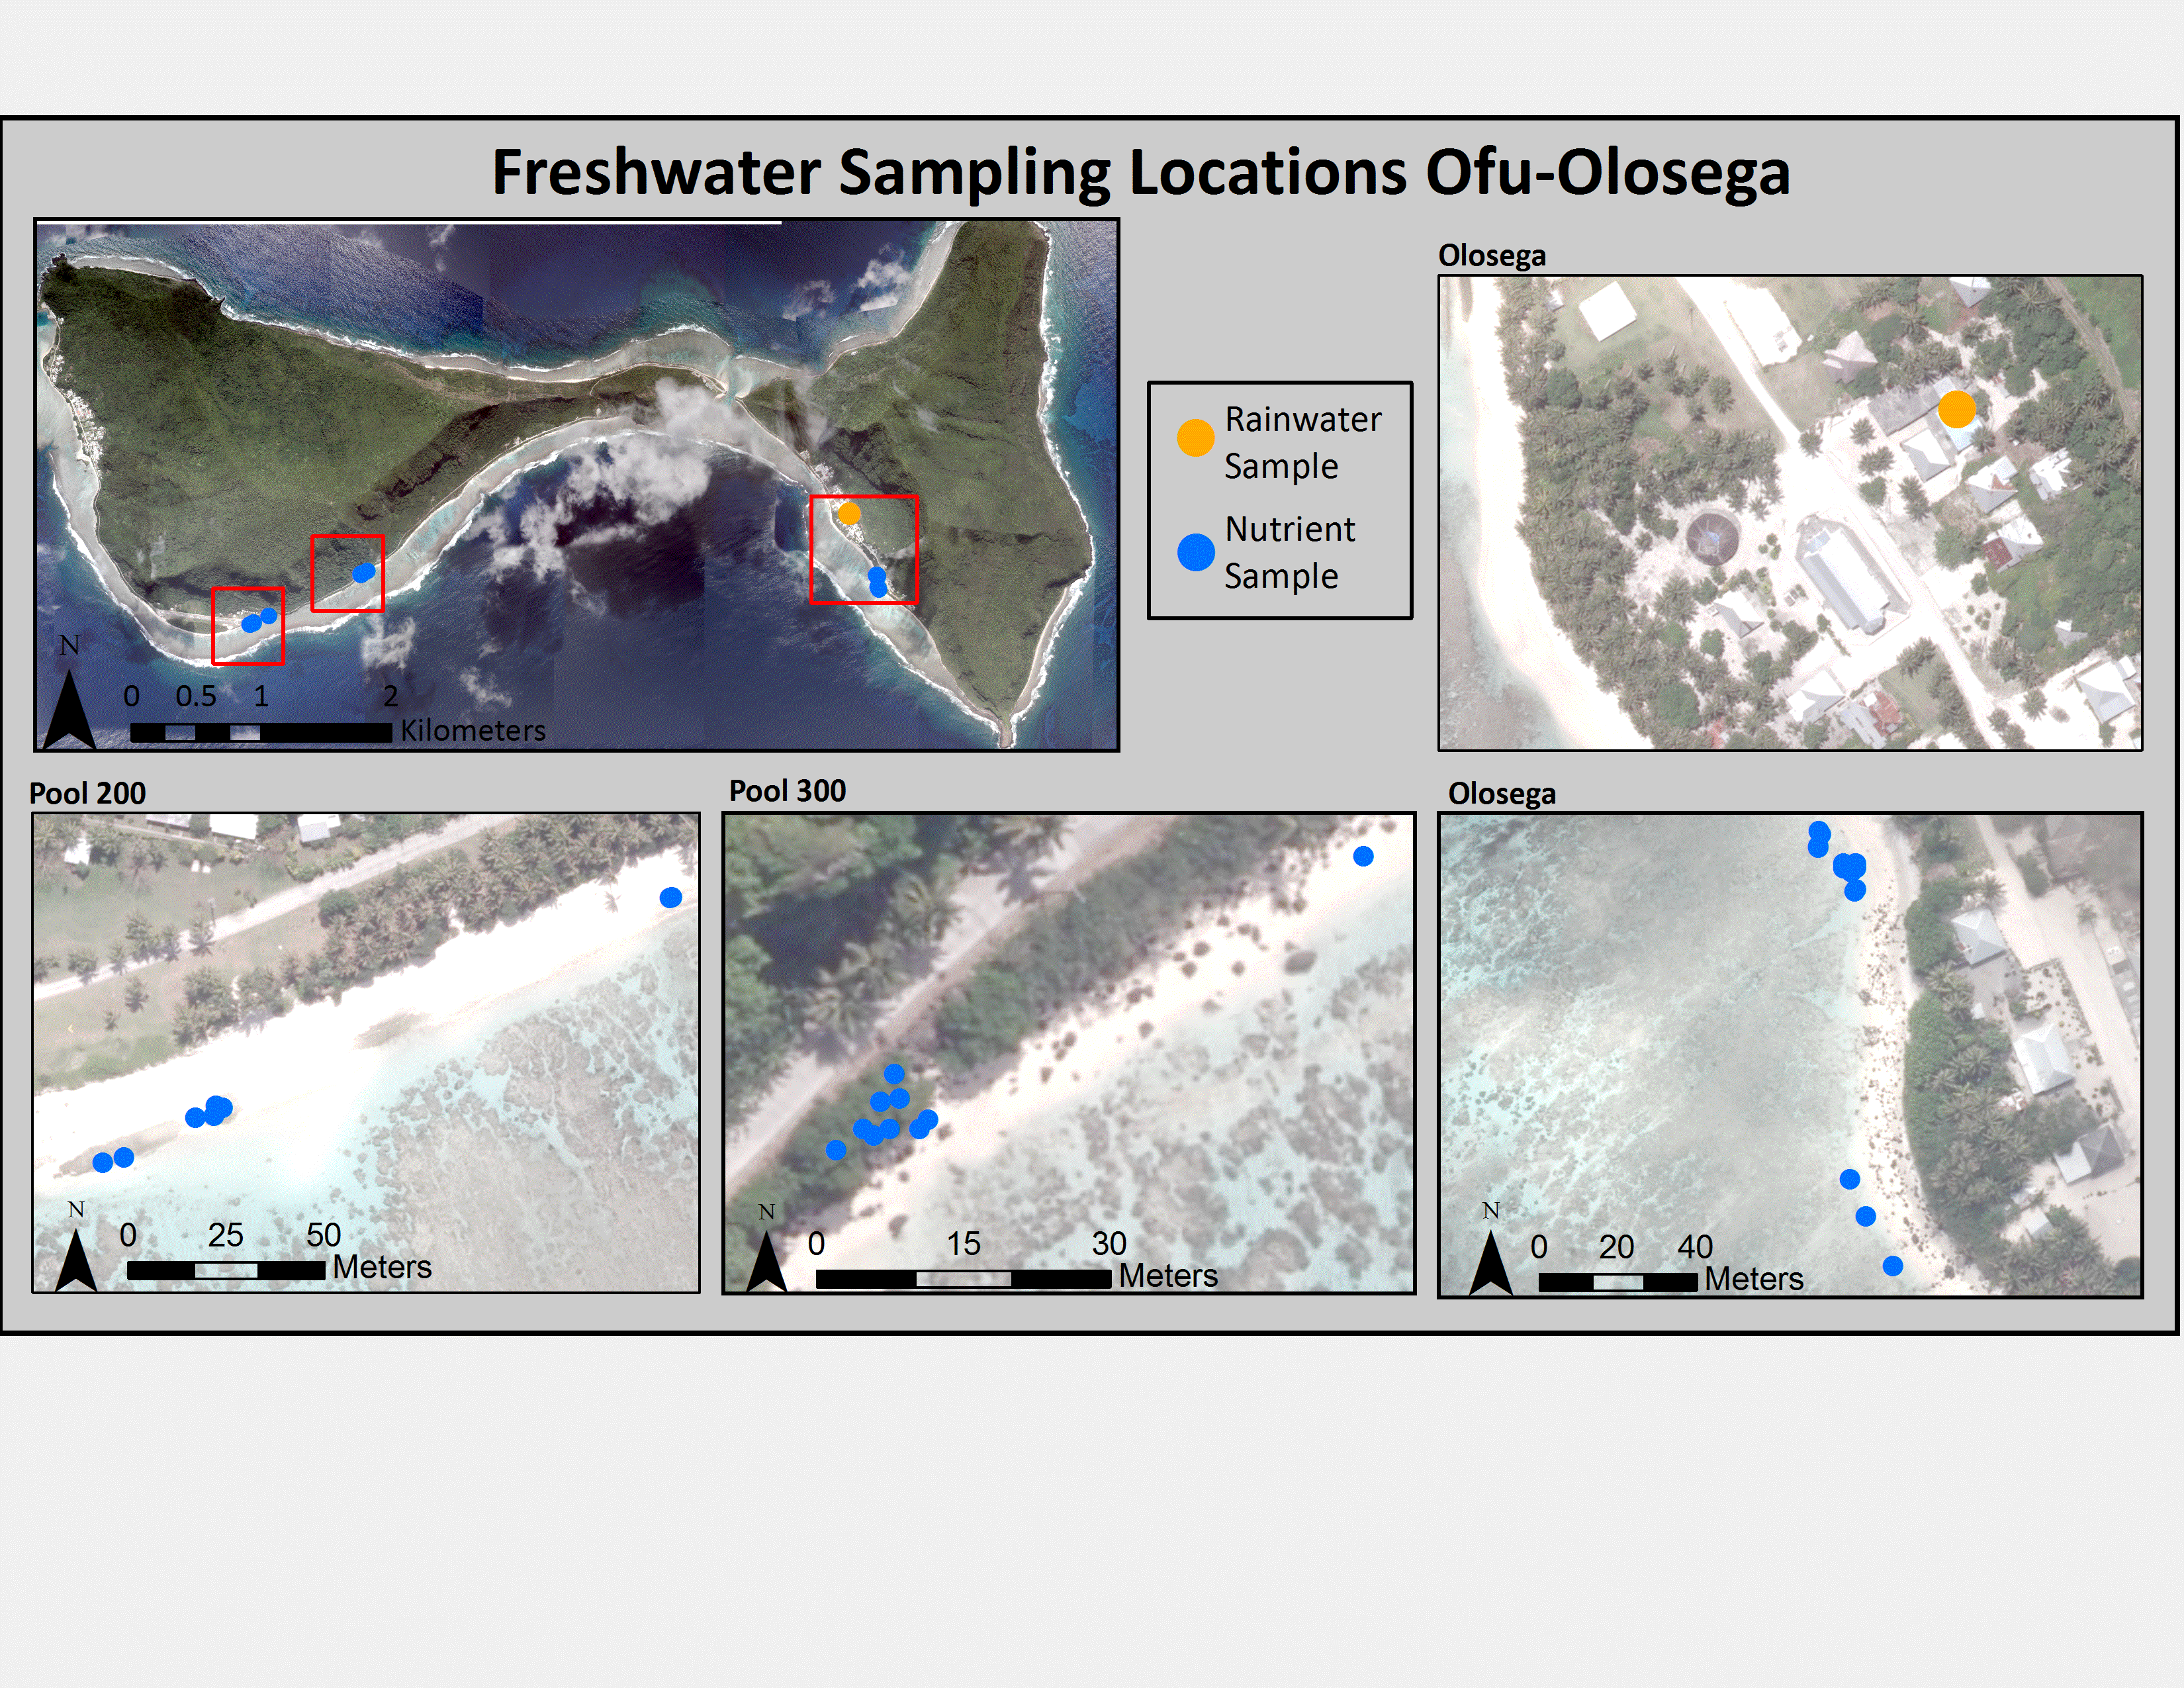 Freshwater Sampling Locations Ofu-Olosega
N
0 0.5 1 2
Kilometers
Rainwater
Sample
Nutrient
Sample
Olosega
Pool 200
N
0 25 50
Meters
Pool 300
N
0 15 30
Meters
Olosega
N
0 20 40
Meters